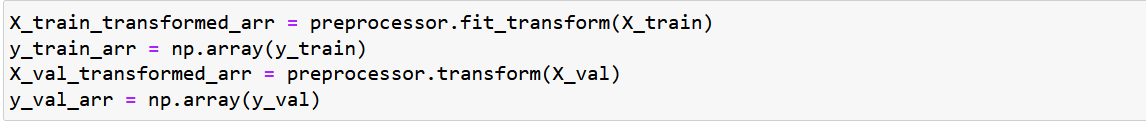 X_train_transformed_arr = preprocessor.fit_transform(X_train)
y_train_arr = np.array(y_train)
X_val_transformed_arr = preprocessor.transform(X_val)
y_val_arr = np.array(y_val)